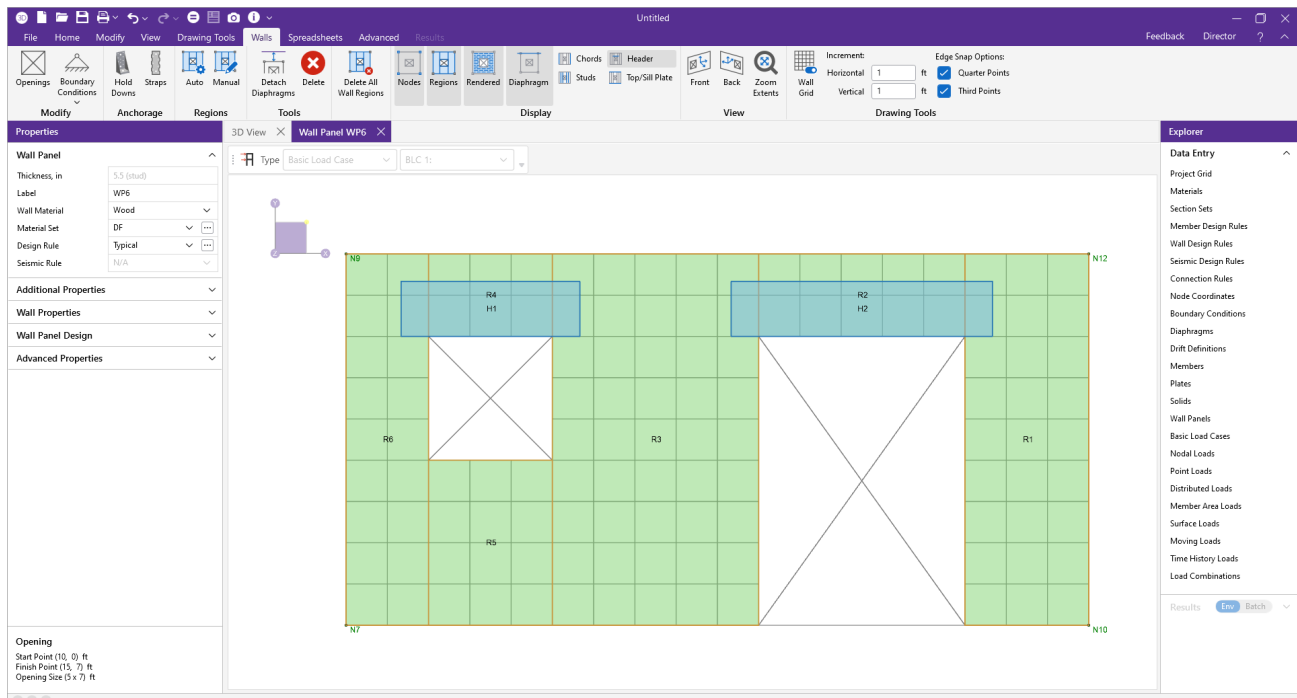 3D
Untitled
File Home Modify View Drawing Tools Walls Spreadsheets Advanced Results Feedback Director ?
Openings Boundary Conditions Hold Downs Straps Auto Manual Detach Diaphragms Delete Delete All Wall Regions Nodes Regions Rendered Diaphragm Chords Header Studs Top/Sill Plate Front Back Zoom Extents Wall Grid Increment: Edge Snap Options:
Horizontal 1 ft Quarter Points
Vertical 1 ft Third Points
Modify Anchorage Regions Tools Display View Drawing Tools
Properties
Wall Panel
Thickness, in 5.5 (stud)
Label WP6
Wall Material Wood
Material Set DF
Design Rule Typical
Seismic Rule N/A
Additional Properties
Wall Properties
Wall Panel Design
Advanced Properties
Opening
Start Point (10, 0) ft
Finish Point (15, 7) ft
Opening Size (5 x 7) ft
3D View Wall Panel WP6
Type Basic Load Case BLC 1:
Y
Z X
N9 N12
R4 R2
H1 H2
R6 R3 R1
R5
N7 N10
Explorer
Data Entry
Project Grid
Materials
Section Sets
Member Design Rules
Wall Design Rules
Seismic Design Rules
Connection Rules
Node Coordinates
Boundary Conditions
Diaphragms
Drift Definitions
Members
Plates
Solids
Wall Panels
Basic Load Cases
Nodal Loads
Point Loads
Distributed Loads
Member Area Loads
Surface Loads
Moving Loads
Time History Loads
Load Combinations
Results Env Batch